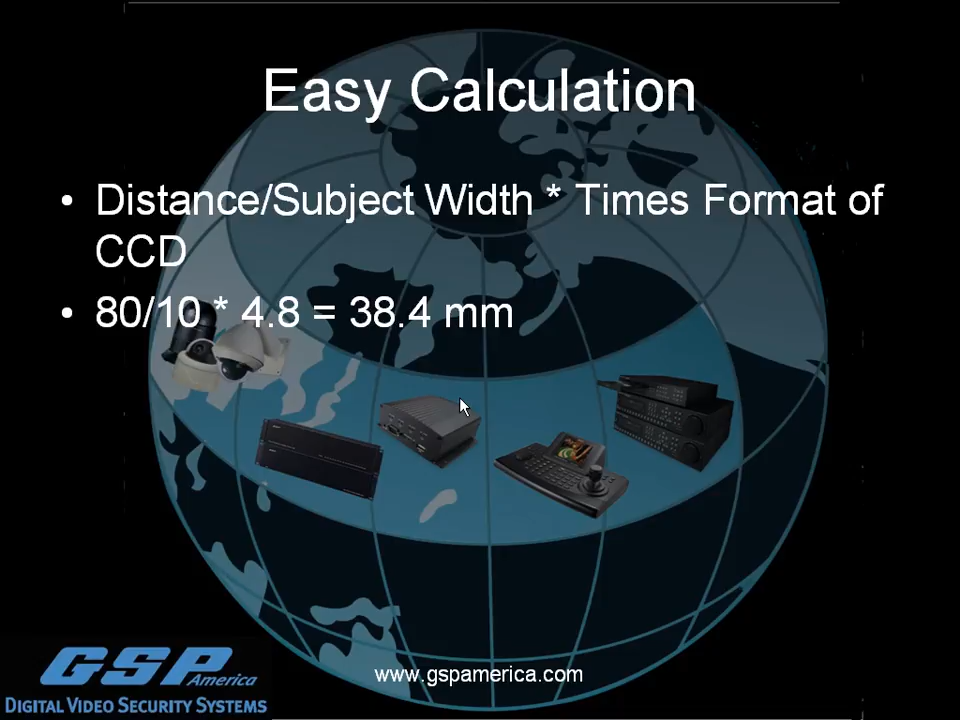 Easy Calculation
• Distance/Subject Width * Times Format of
CCD
• 80/10 * 4.8 = 38.4 mm
GSP
America
DIGITAL VIDEO SECURITY SYSTEMS
www.gspamerica.com